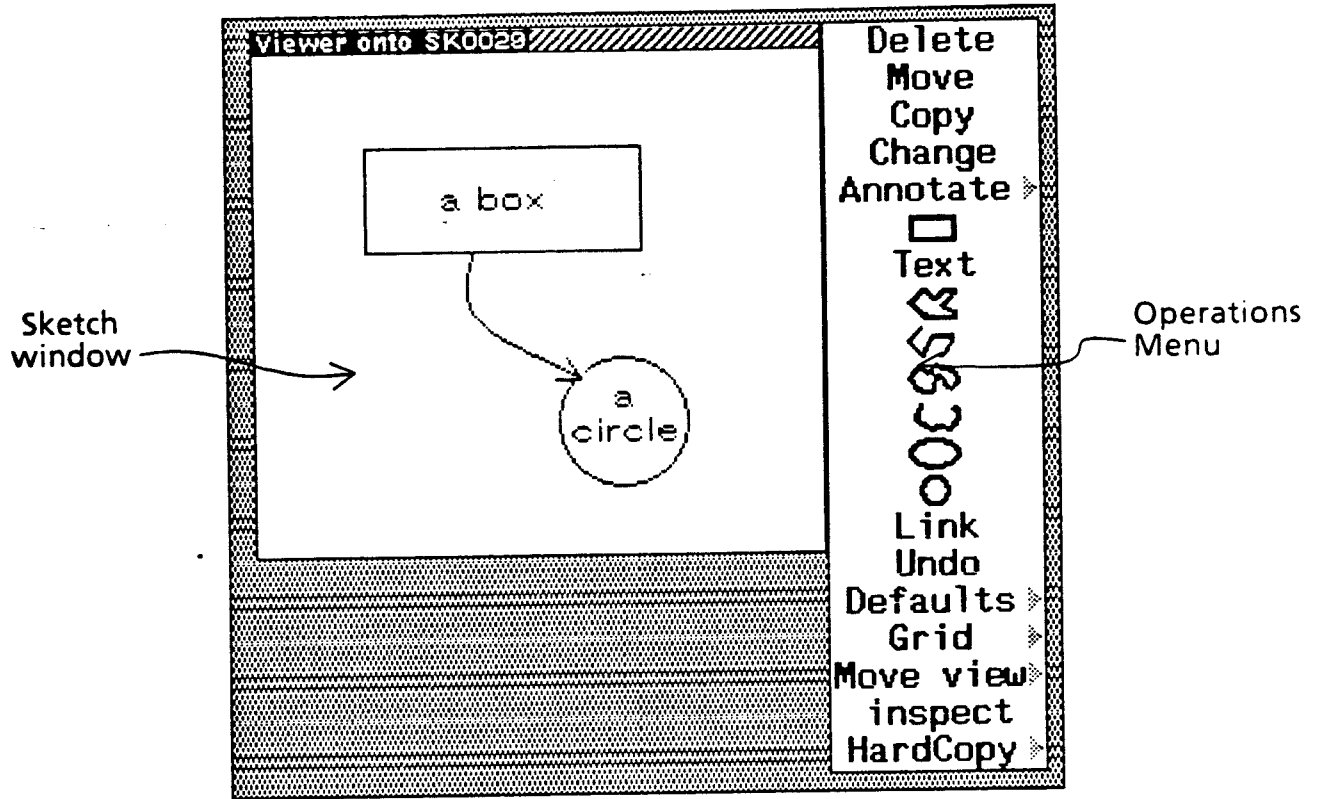 Viewer onto SK0029
a box
a
circle
Sketch
window
Delete
Move
Copy
Change
Annotate
Text
Link
Undo
Defaults
Grid
Move view
inspect
HardCopy
Operations
Menu